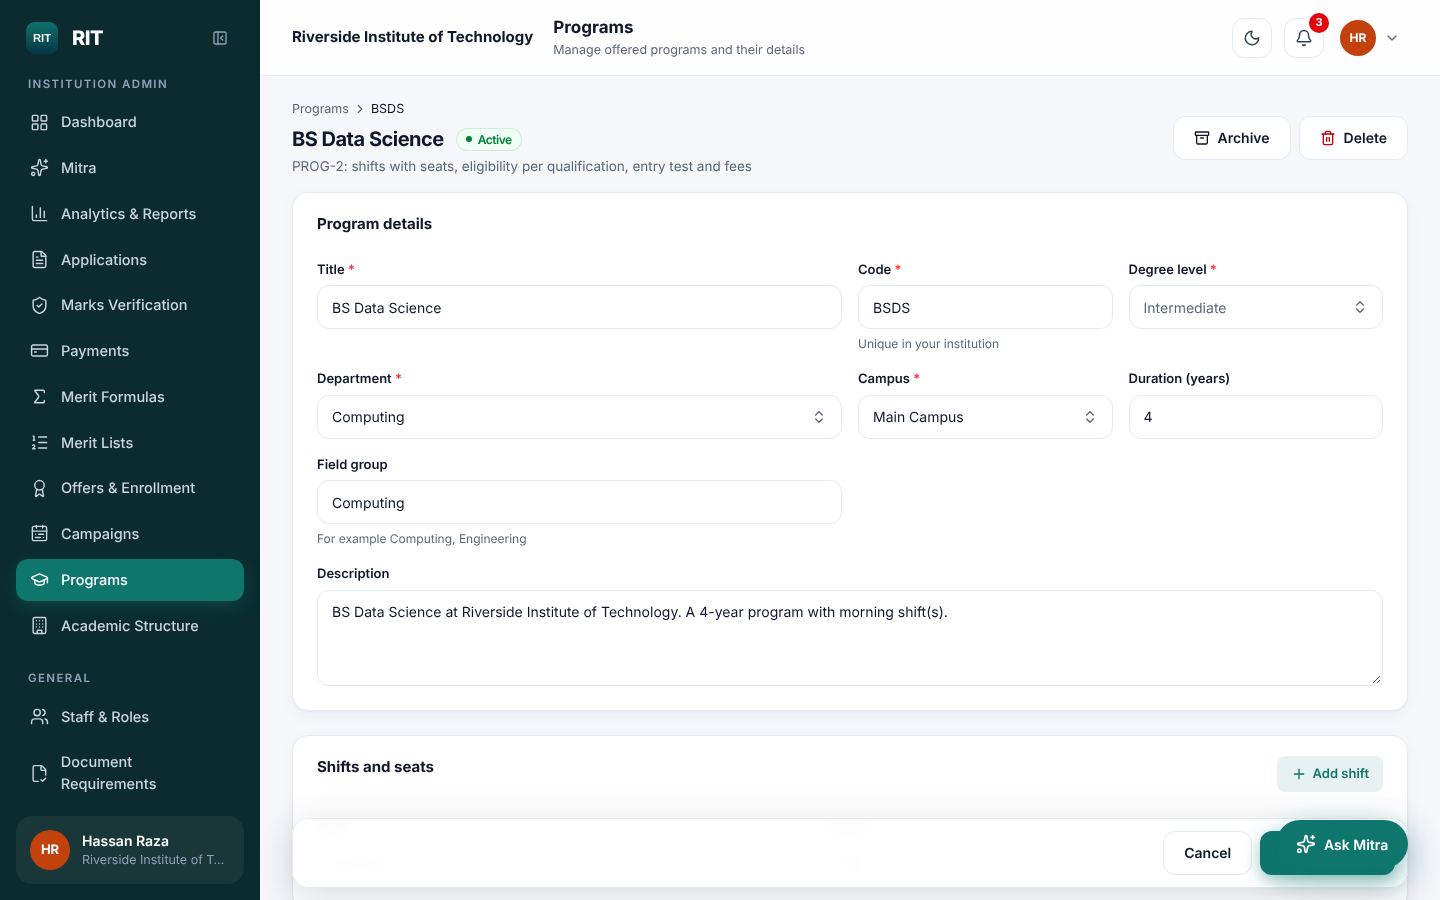 RIT
RIT
INSTITUTION ADMIN
Dashboard
Mitra
Analytics & Reports
Applications
Marks Verification
Payments
Merit Formulas
Merit Lists
Offers & Enrollment
Campaigns
Programs
Academic Structure
GENERAL
Staff & Roles
Document
Requirements
HR
Hassan Raza
Riverside Institute of T...
Riverside Institute of Technology
Programs
Manage offered programs and their details
3
HR
Programs > BSDS
BS Data Science
Active
PROG-2: shifts with seats, eligibility per qualification, entry test and fees
Archive
Delete
Program details
Title *
Code *
Degree level *
BS Data Science
BSDS
Intermediate
Unique in your institution
Department *
Campus *
Duration (years)
Computing
Main Campus
4
Field group
Computing
For example Computing, Engineering
Description
BS Data Science at Riverside Institute of Technology. A 4-year program with morning shift(s).
Shifts and seats
+ Add shift
Cancel
Ask Mitra